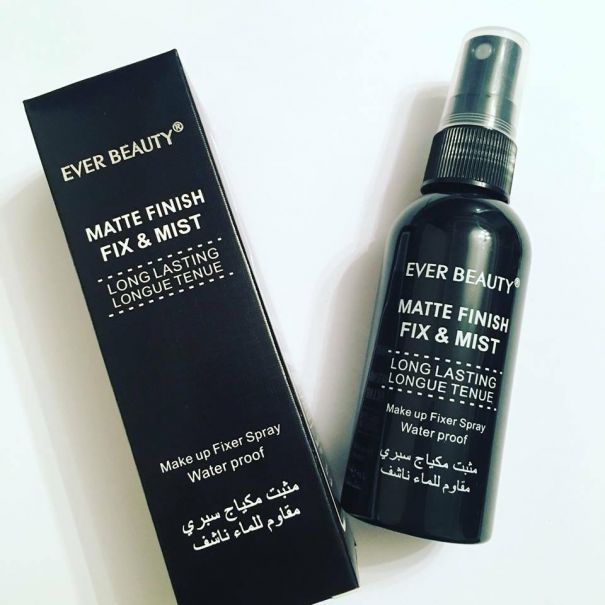 EVER BEAUTY®
MATTE FINISH
FIX & MIST
LONG LASTING
LONGUE TENUE
Make up Fixer Spray
Water proof
مثبت مكياج سبري
مقاوم للماء ناشف
EVER BEAUTY®
MATTE FINISH
FIX & MIST
LONG LASTING
LONGUE TENUE
Make up Fixer Spray
Water proof
مثبت مكياج سبري
مقاوم للماء ناشف